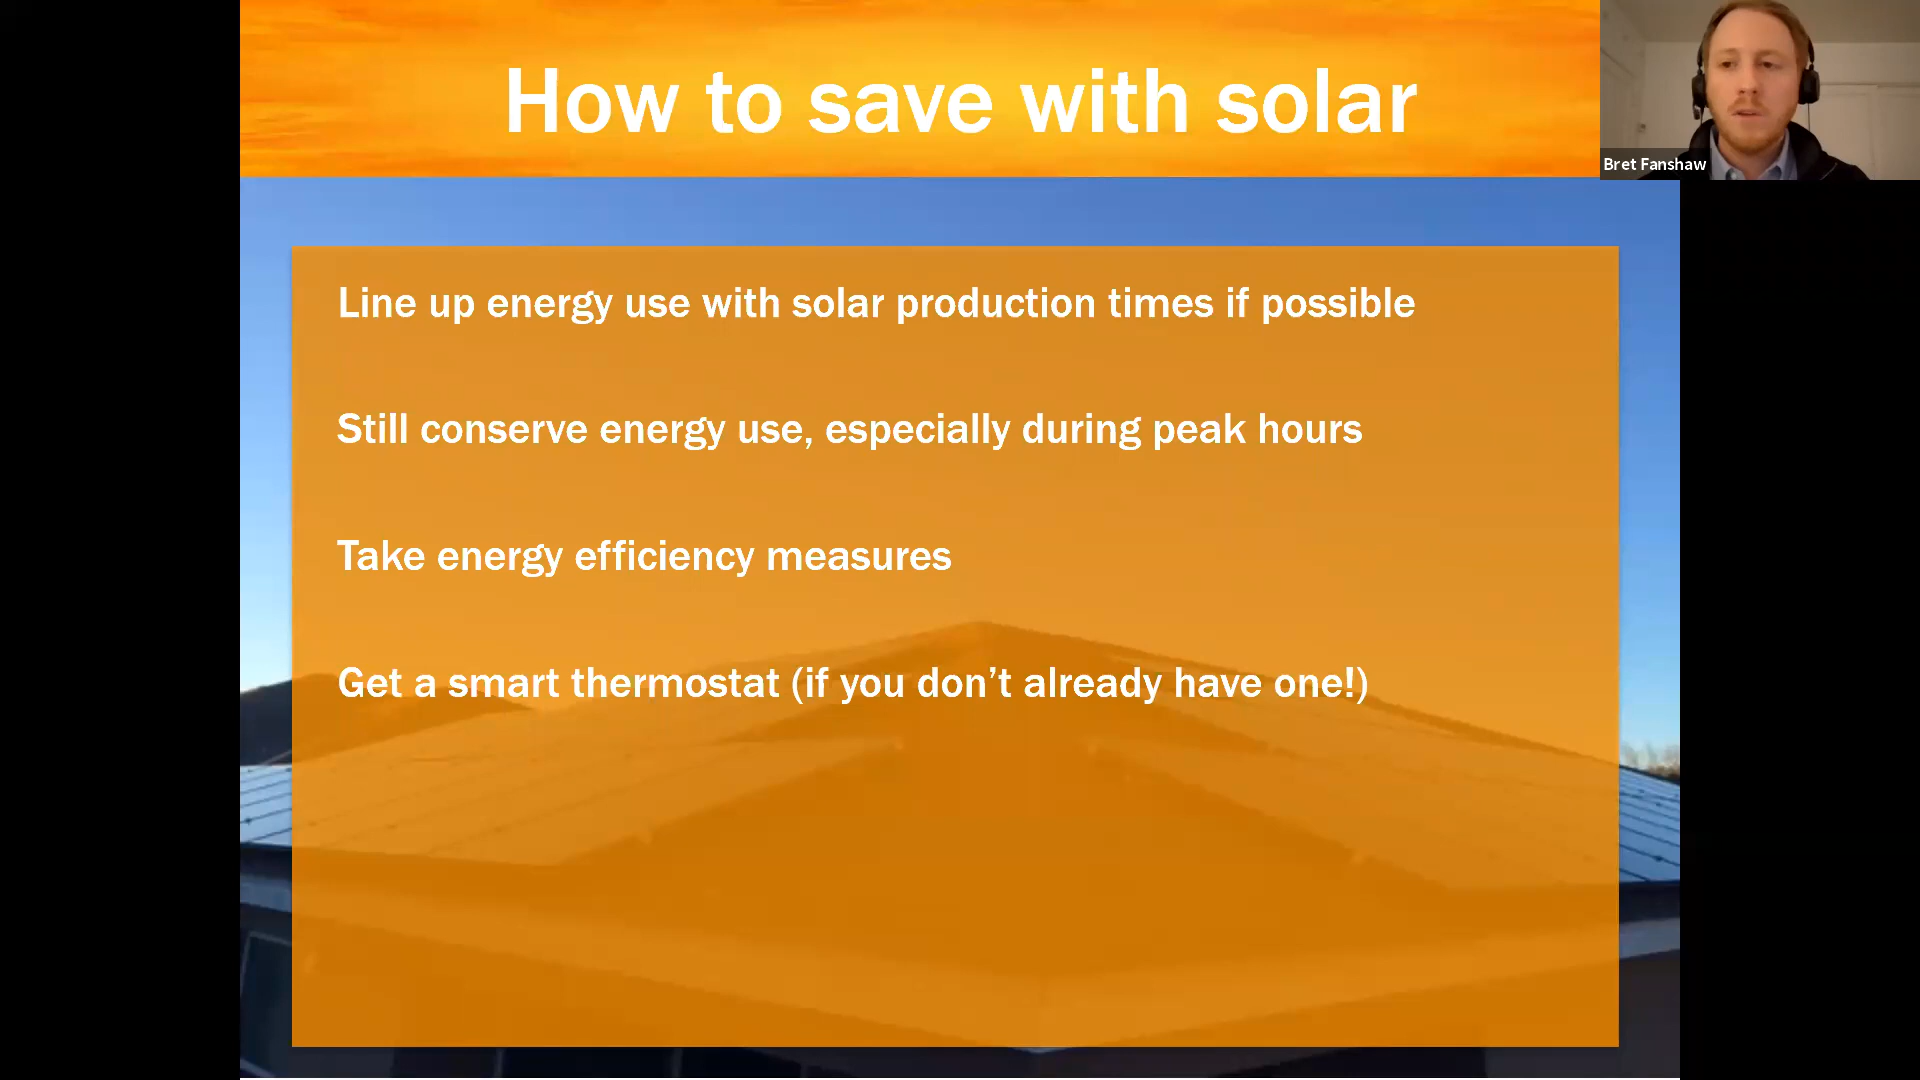 How to save with solar
Bret Fanshaw
Line up energy use with solar production times if possible
Still conserve energy use, especially during peak hours
Take energy efficiency measures
Get a smart thermostat (if you don’t already have one!)